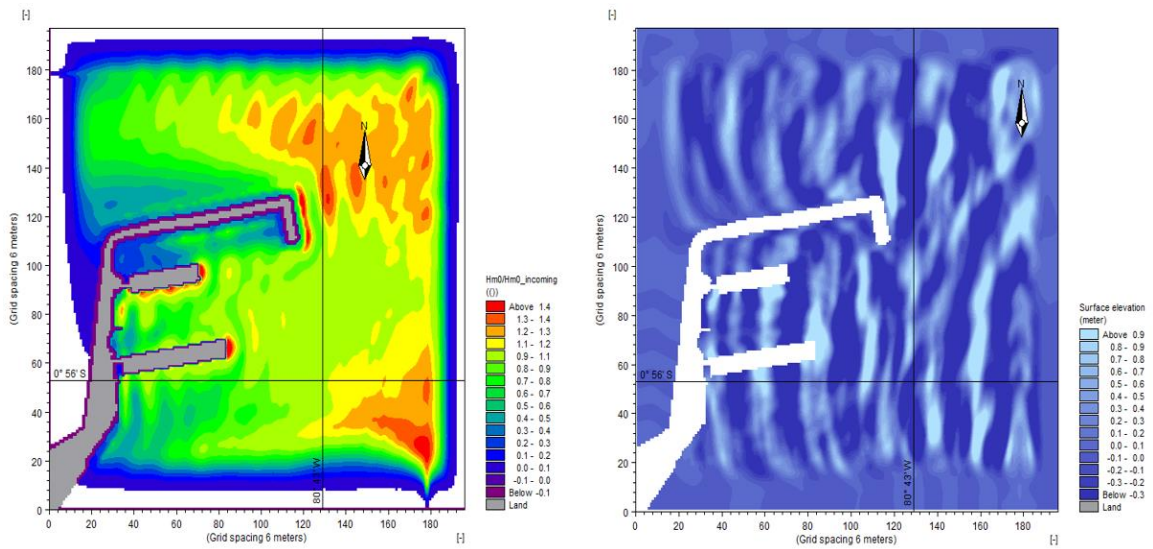 [-]
180
160
140
120
100
80
60
40
20
0
(Grid spacing 6 meters)
N
0° 56' S
80° 43' W
0 20 40 60 80 100 120 140 160 180
(Grid spacing 6 meters)
[-]
Hm0/Hm0_incoming
(())
Above 1.4
1.3 - 1.4
1.2 - 1.3
1.1 - 1.2
0.9 - 1.1
0.8 - 0.9
0.7 - 0.8
0.6 - 0.7
0.5 - 0.6
0.4 - 0.5
0.3 - 0.4
0.2 - 0.3
0.1 - 0.2
0.0 - 0.1
-0.1 - 0.0
Below -0.1
Land
[-]
180
160
140
120
100
80
60
40
20
0
(Grid spacing 6 meters)
N
0° 56' S
80° 43' W
0 20 40 60 80 100 120 140 160 180
(Grid spacing 6 meters)
[-]
Surface elevation
(meter)
Above 0.9
0.8 - 0.9
0.7 - 0.8
0.6 - 0.7
0.5 - 0.6
0.4 - 0.5
0.3 - 0.4
0.2 - 0.3
0.1 - 0.2
0.0 - 0.1
-0.1 - 0.0
-0.2 - -0.1
-0.3 - -0.2
Below -0.3
Land